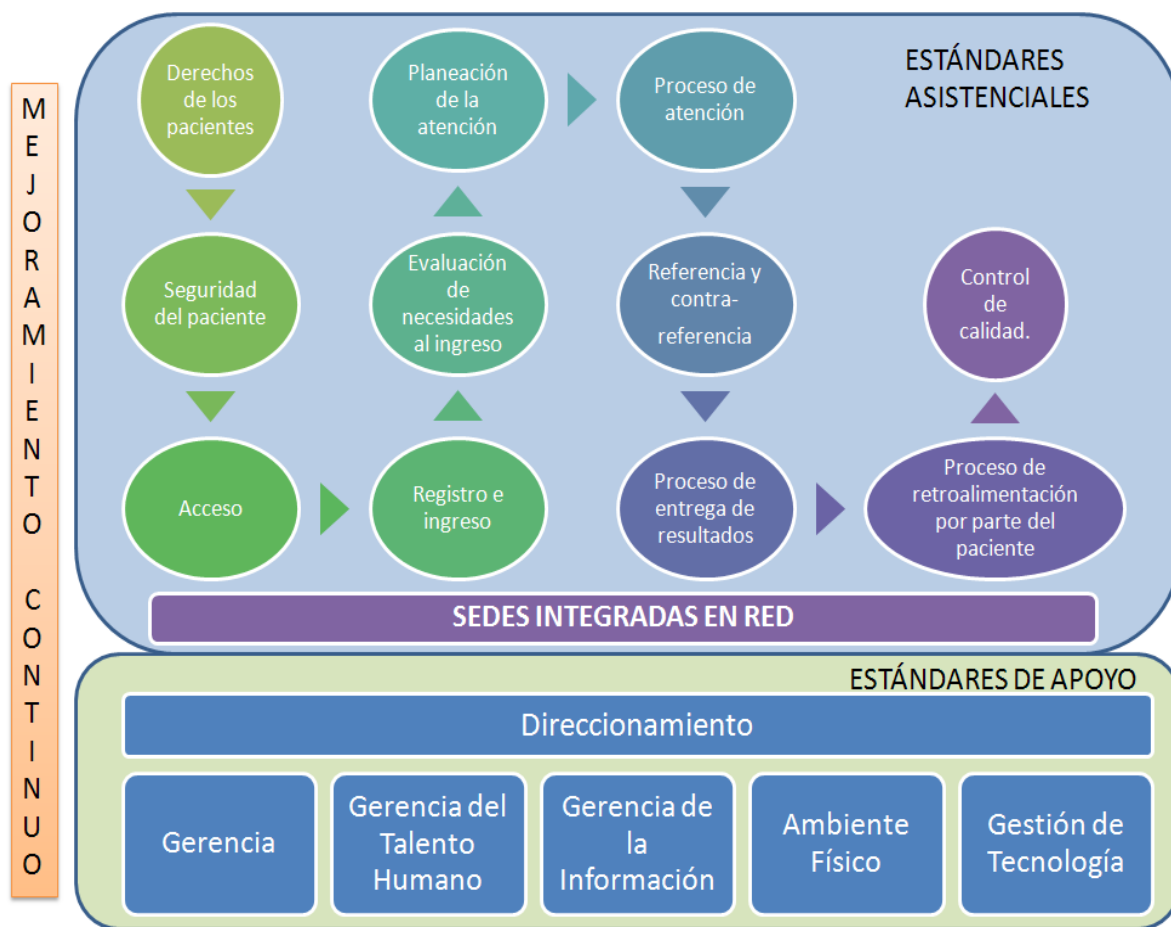 MEJORAMIENTO CONTINUO
ESTÁNDARES
ASISTENCIALES
Derechos
de los
pacientes
Seguridad
del paciente
Acceso
Registro e
ingreso
Evaluación
de
necesidades
al ingreso
Planeación
de la
atención
Proceso de
atención
Referencia y
contra-
referencia
Proceso de
entrega de
resultados
Proceso de
retroalimentación
por parte del
paciente
Control
de
calidad.
SEDES INTEGRADAS EN RED
ESTÁNDARES DE APOYO
Direccionamiento
Gerencia
Gerencia del
Talento
Humano
Gerencia de
la
Información
Ambiente
Físico
Gestión de
Tecnología